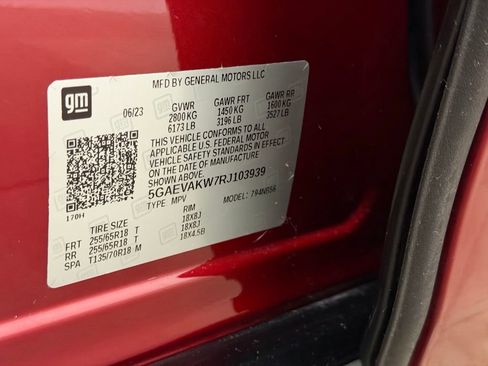 gm
MFD BY GENERAL MOTORS LLC
06/23 GVWR GAWR FRT GAWR RR
2800 KG 1450 KG 1600 KG
6173 LB 3196 LB 3527 LB
THIS VEHICLE CONFORMS TO ALL
APPLICABLE U.S. FEDERAL MOTOR
VEHICLE SAFETY STANDARDS IN EFFECT
ON THE DATE OF MANUFACTURE
SHOWN ABOVE.
5GAEVAKW7RJ103939
170H
TYPE: MPV MODEL: 794NB56
TIRE SIZE RIM
FRT 255/65R18 T 18X8J
RR 255/65R18 T 18X8J
SPA T135/70R18 M 18X4.5B